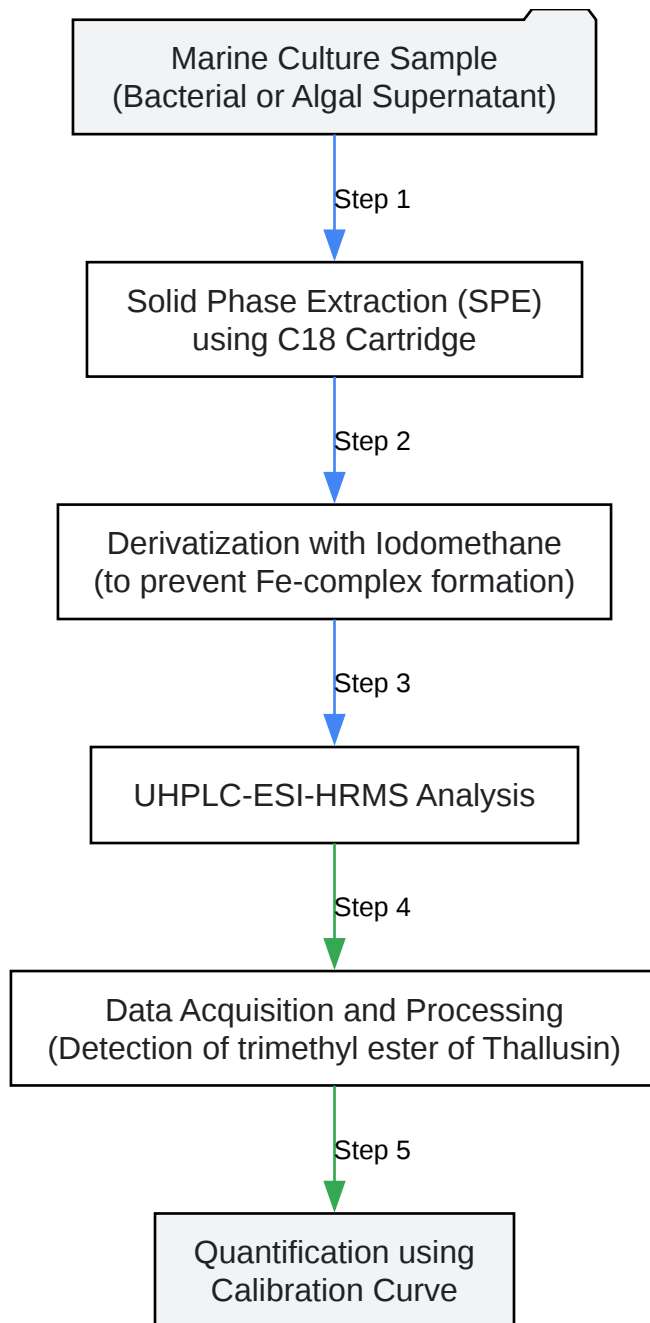 Marine Culture Sample
(Bacterial or Algal Supernatant)
Step 1
Solid Phase Extraction (SPE)
using C18 Cartridge
Step 2
Derivatization with Iodomethane
(to prevent Fe-complex formation)
Step 3
UHPLC-ESI-HRMS Analysis
Step 4
Data Acquisition and Processing
(Detection of trimethyl ester of Thallusin)
Step 5
Quantification using
Calibration Curve